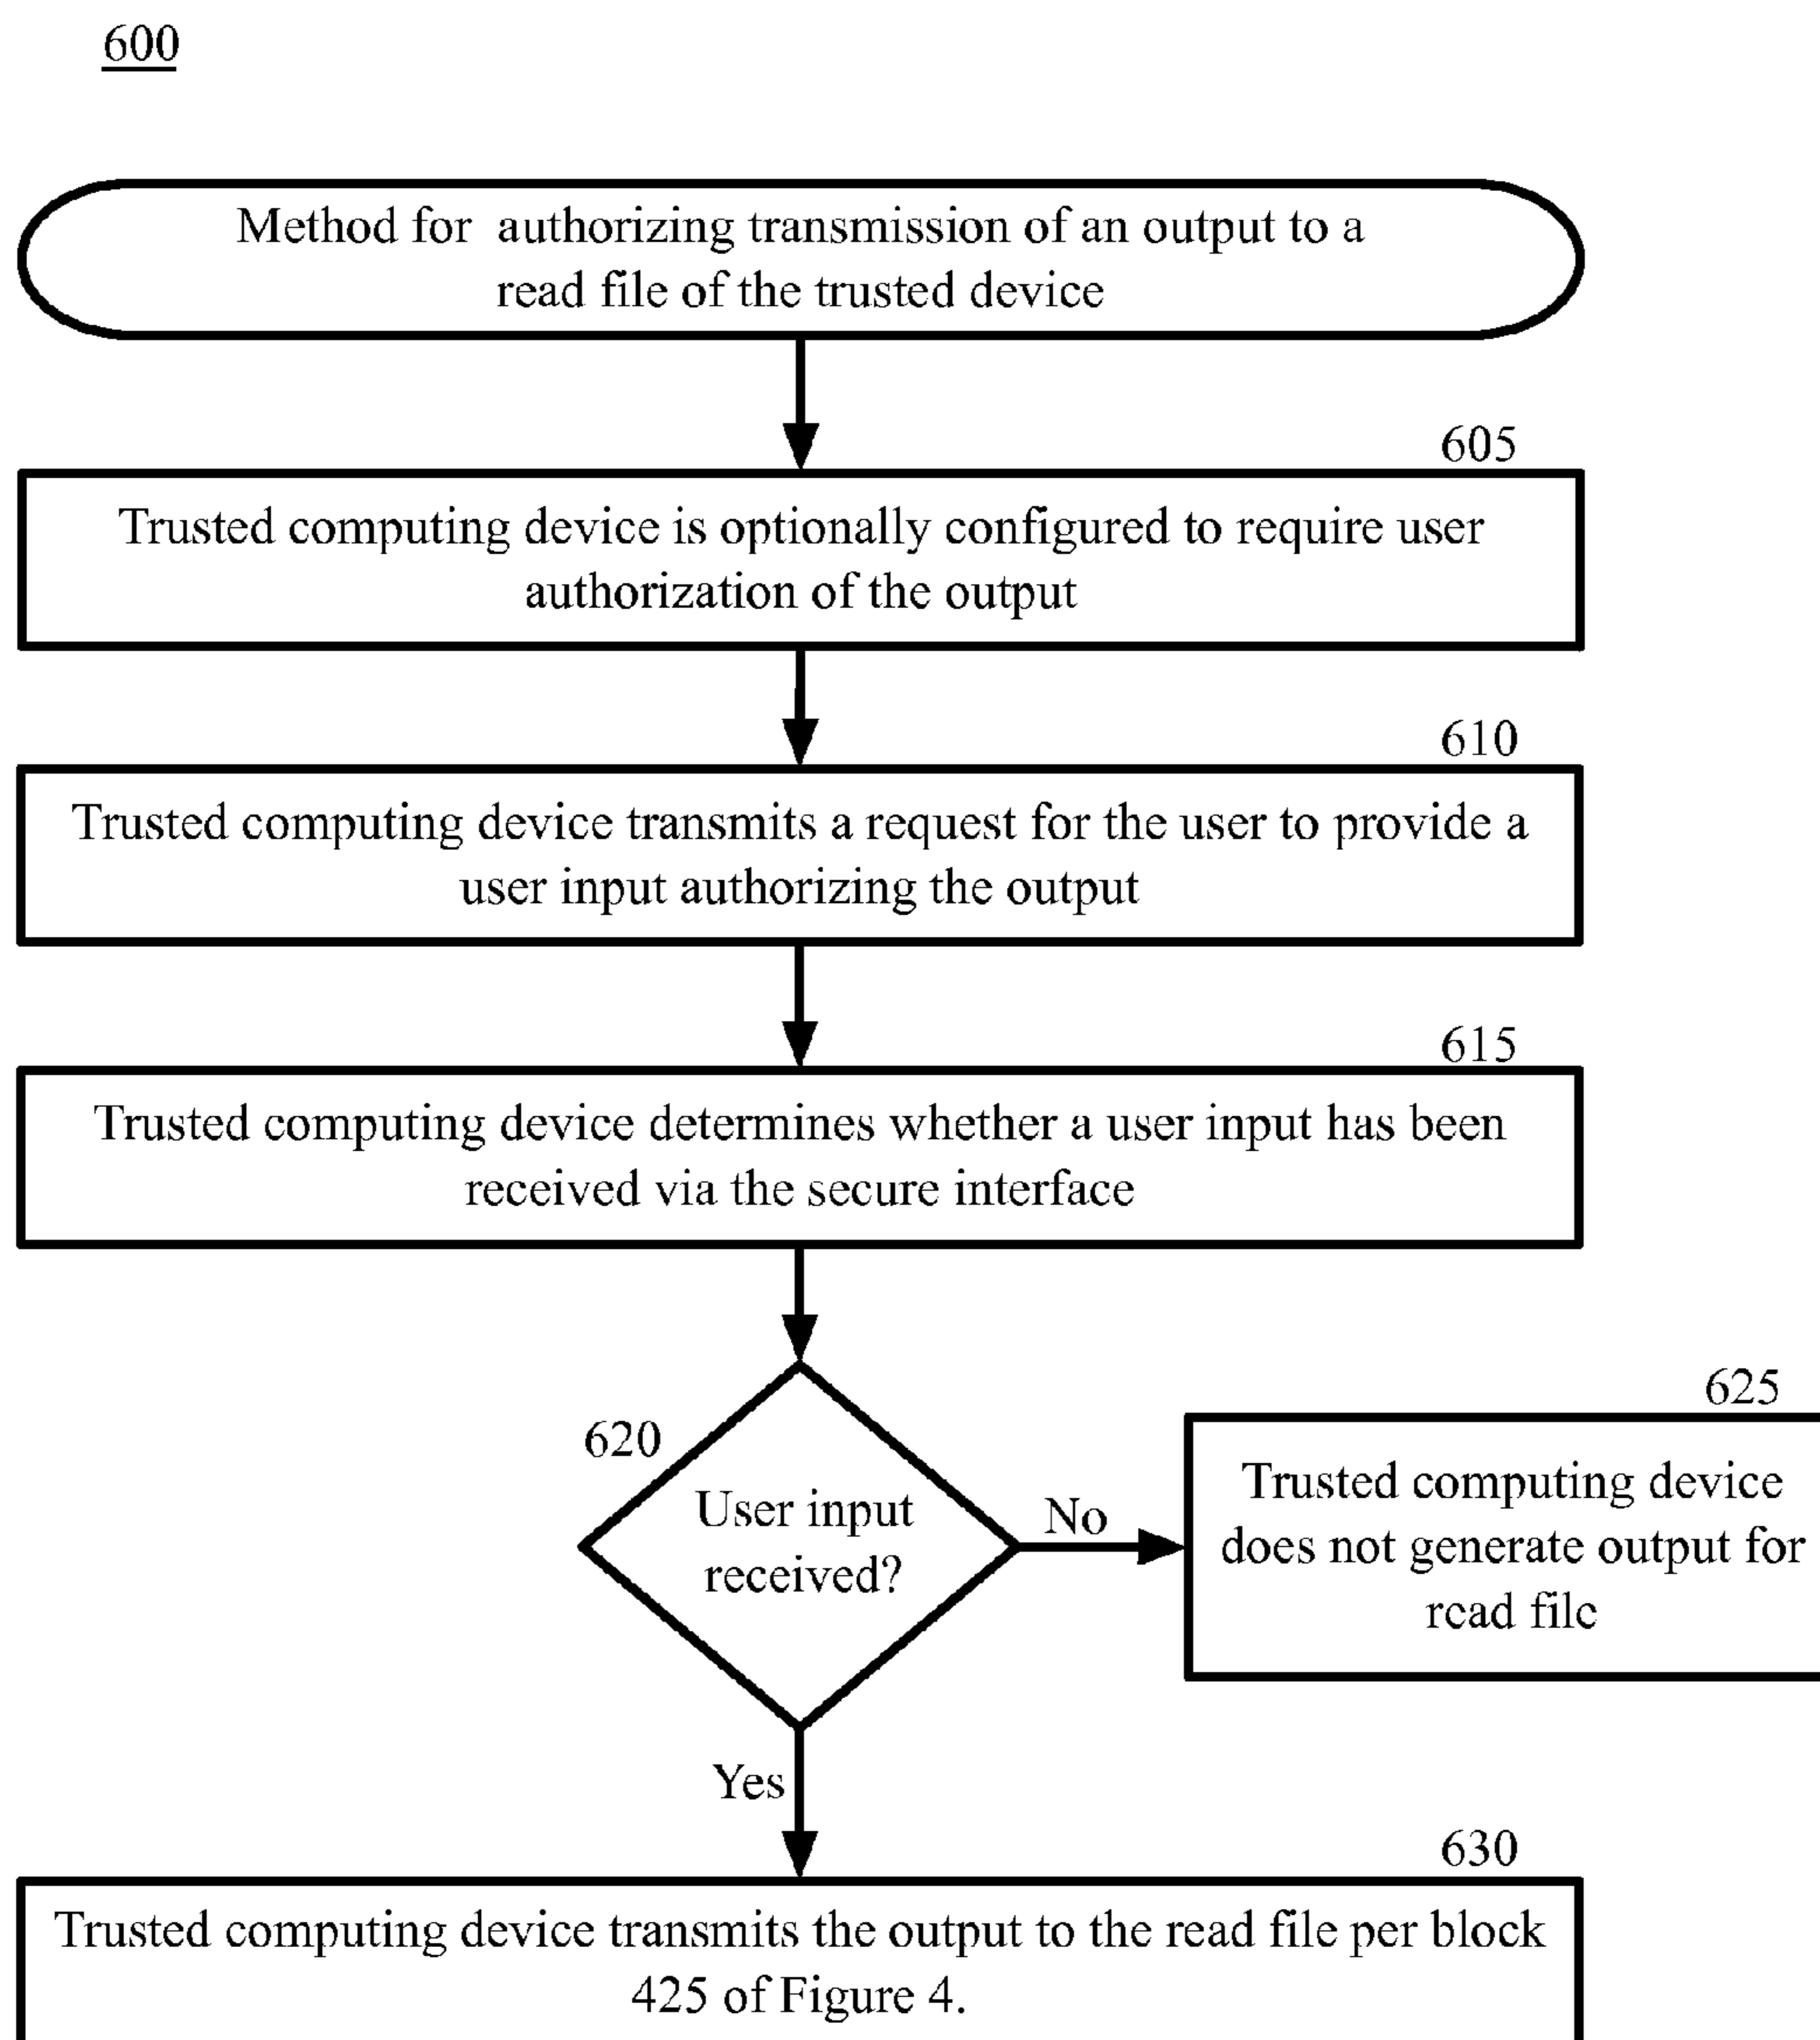 600
Method for authorizing transmission of an output to a
read file of the trusted device
605
Trusted computing device is optionally configured to require user
authorization of the output
610
Trusted computing device transmits a request for the user to provide a
user input authorizing the output
615
Trusted computing device determines whether a user input has been
received via the secure interface
620
User input
received?
No
625
Trusted computing device
does not generate output for
read file
Yes
630
Trusted computing device transmits the output to the read file per block
425 of Figure 4.